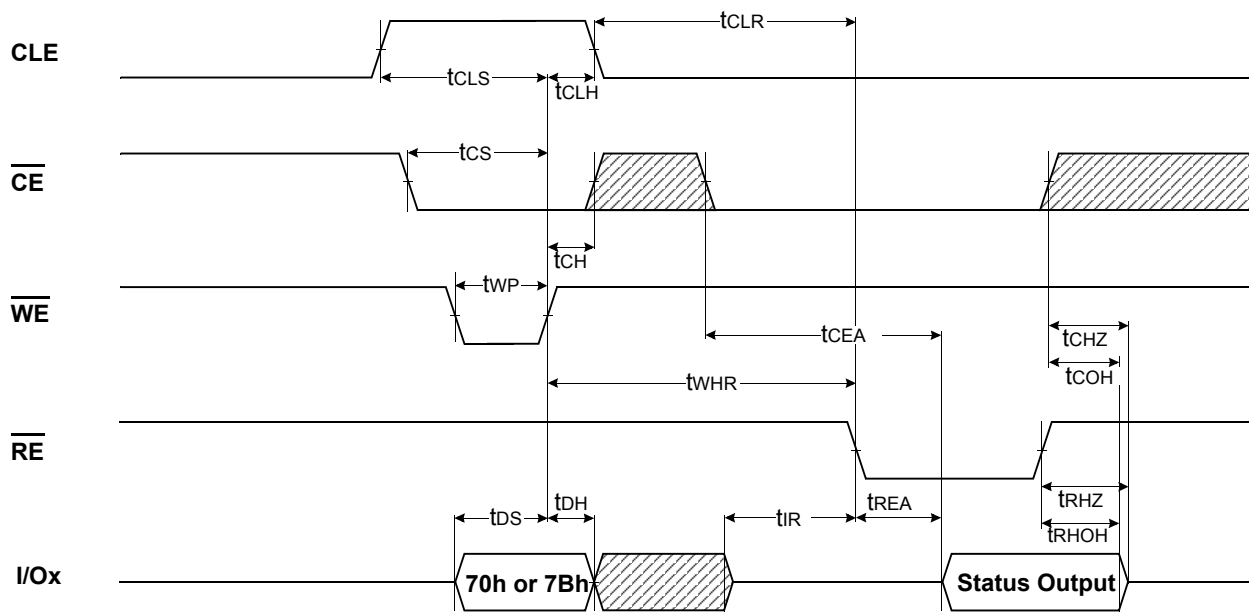 CLE
tCLR
tCLS
tCLH
CE
tCS
tCH
WE
tWP
tCEA
tCHZ
tCOH
tWHR
RE
tRHZ
tRHOH
tDS
tDH
tIR
tREA
I/Ox
70h or 7Bh
Status Output